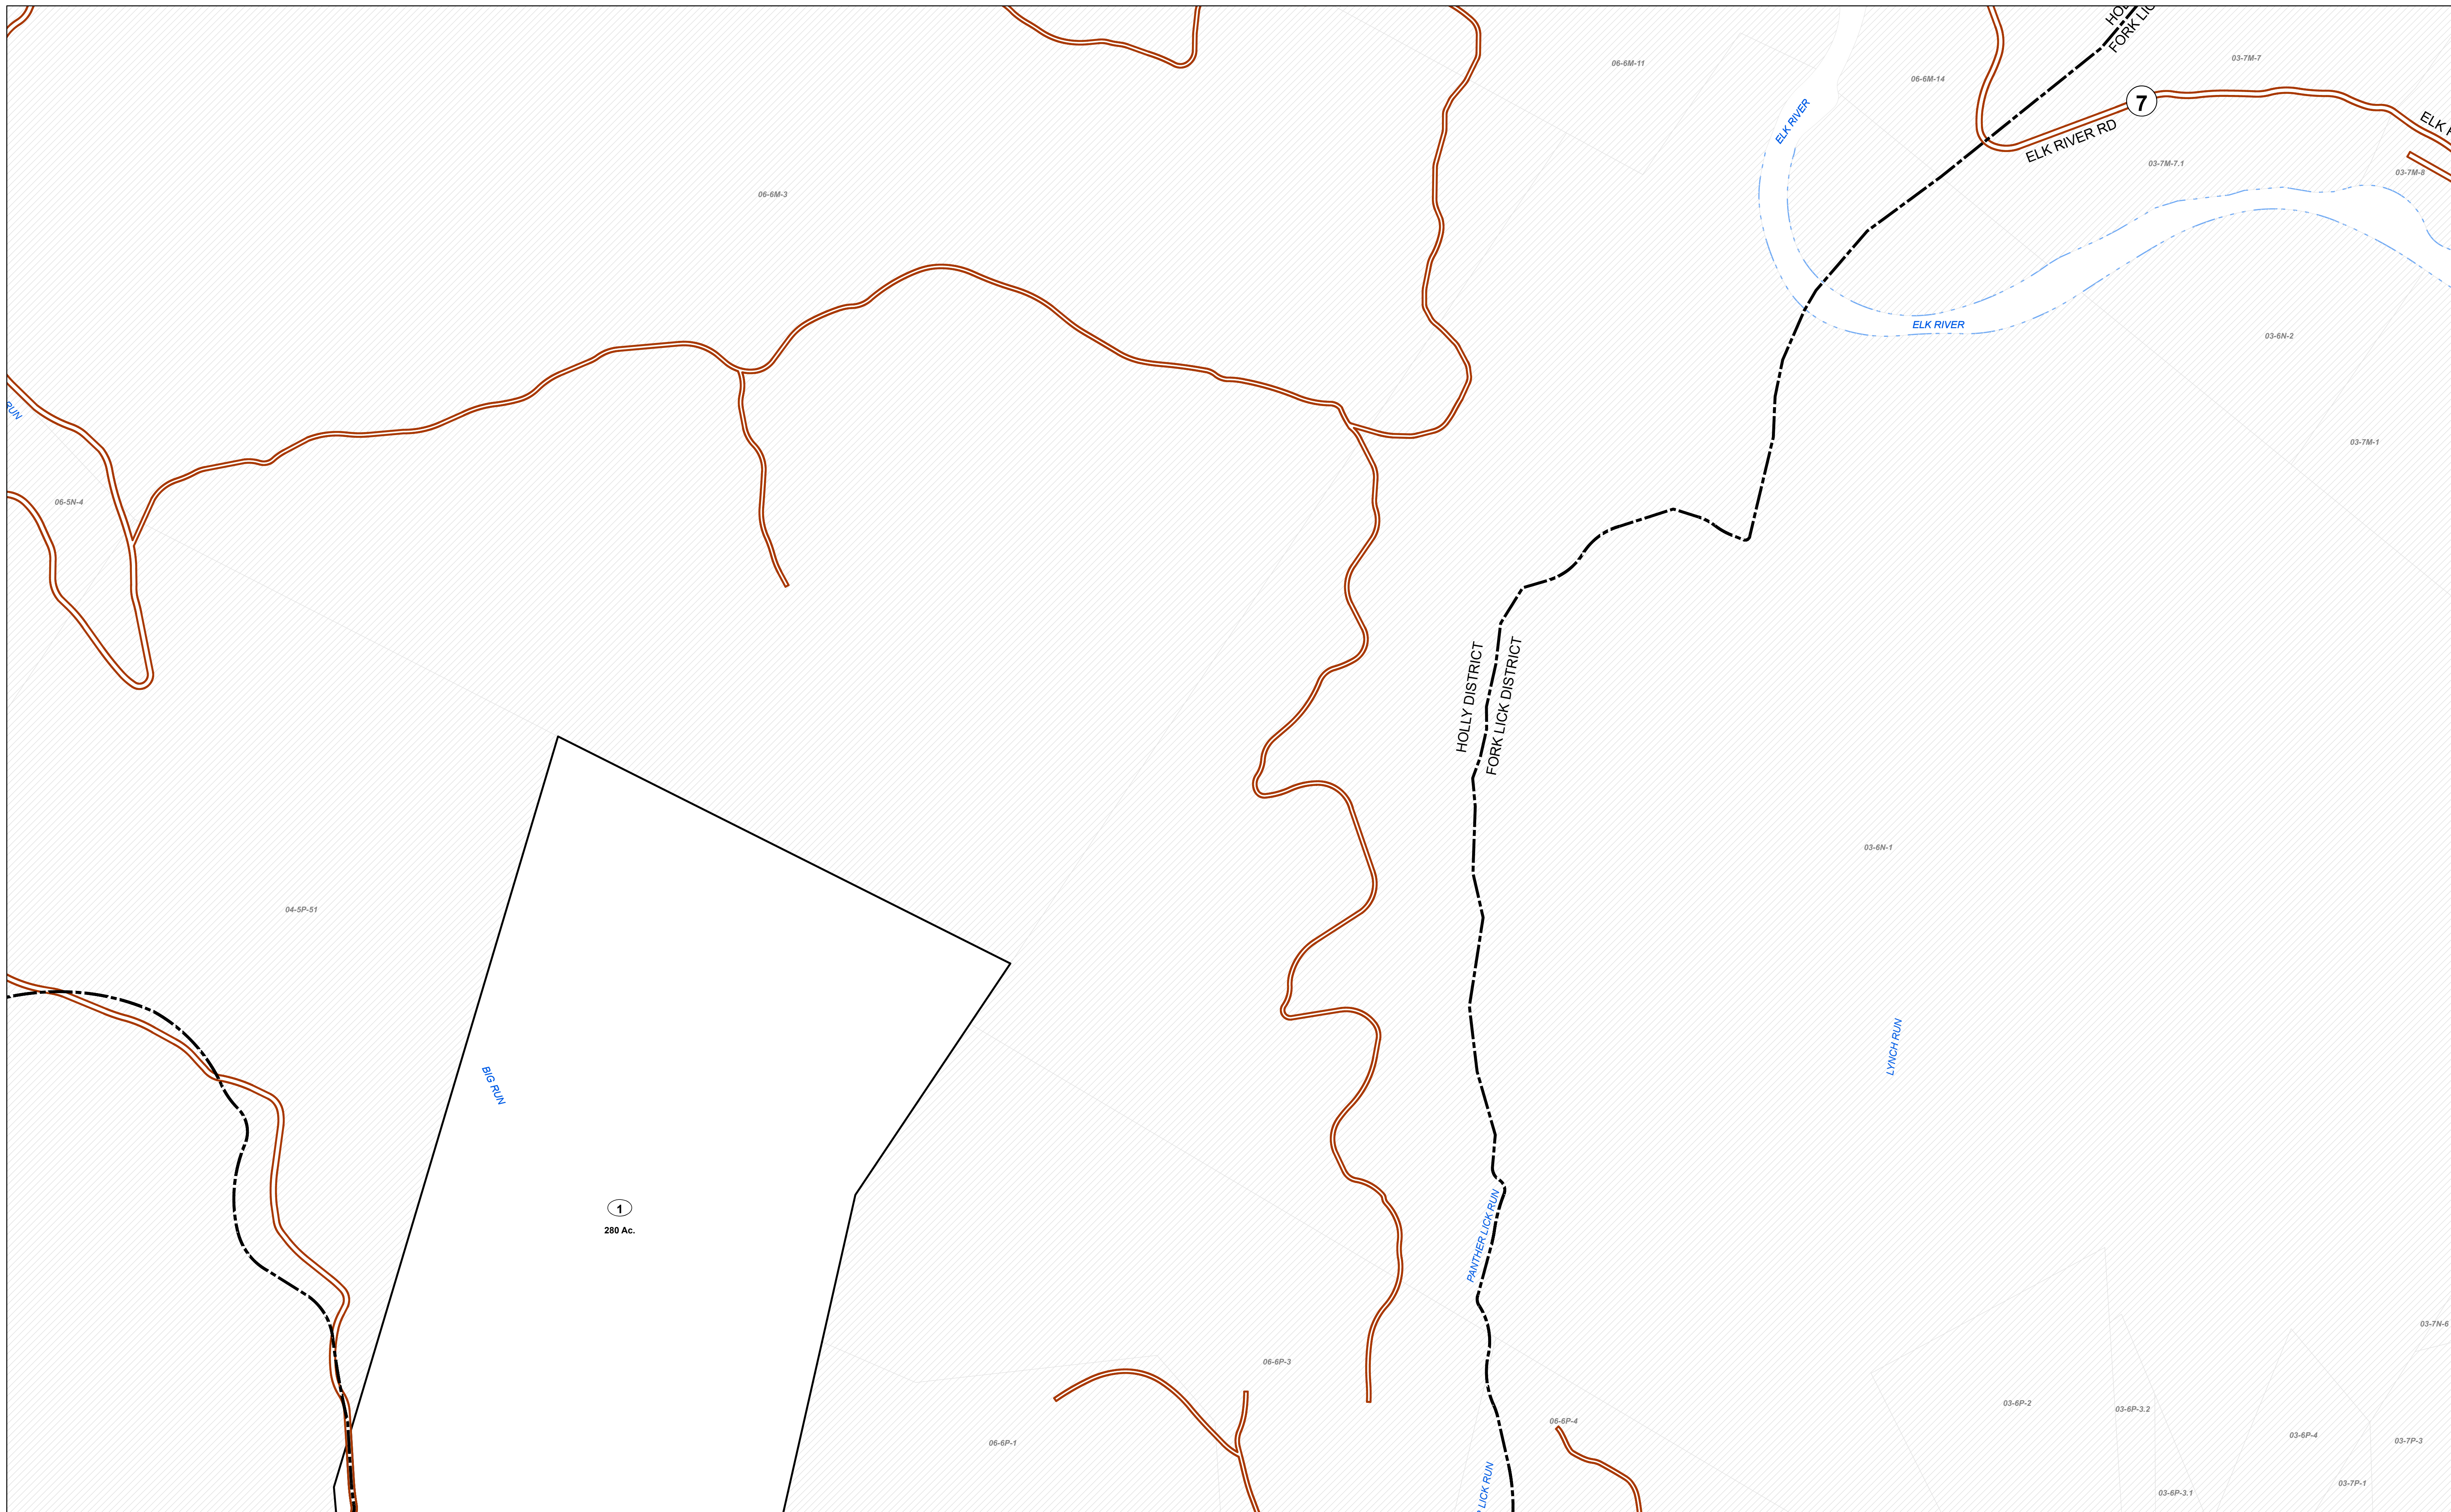 HOL
FORK LIC
03-7M-7
06-6M-11
06-6M-14
7
ELK RIVER
ELK RIVER RD
ELK R
03-7M-7.1
03-7M-8
06-6M-3
ELK RIVER
03-6N-2
RUN
03-7M-1
06-5N-4
HOLLY DISTRICT
FORK LICK DISTRICT
03-6N-1
04-5P-51
LYNCH RUN
BIG RUN
1
280 Ac.
PANTHER LICK RUN
03-7N-6
06-6P-3
03-6P-2
03-6P-3.2
06-6P-4
03-6P-4
03-7P-3
06-6P-1
LICK RUN
03-7P-1
03-6P-3.1